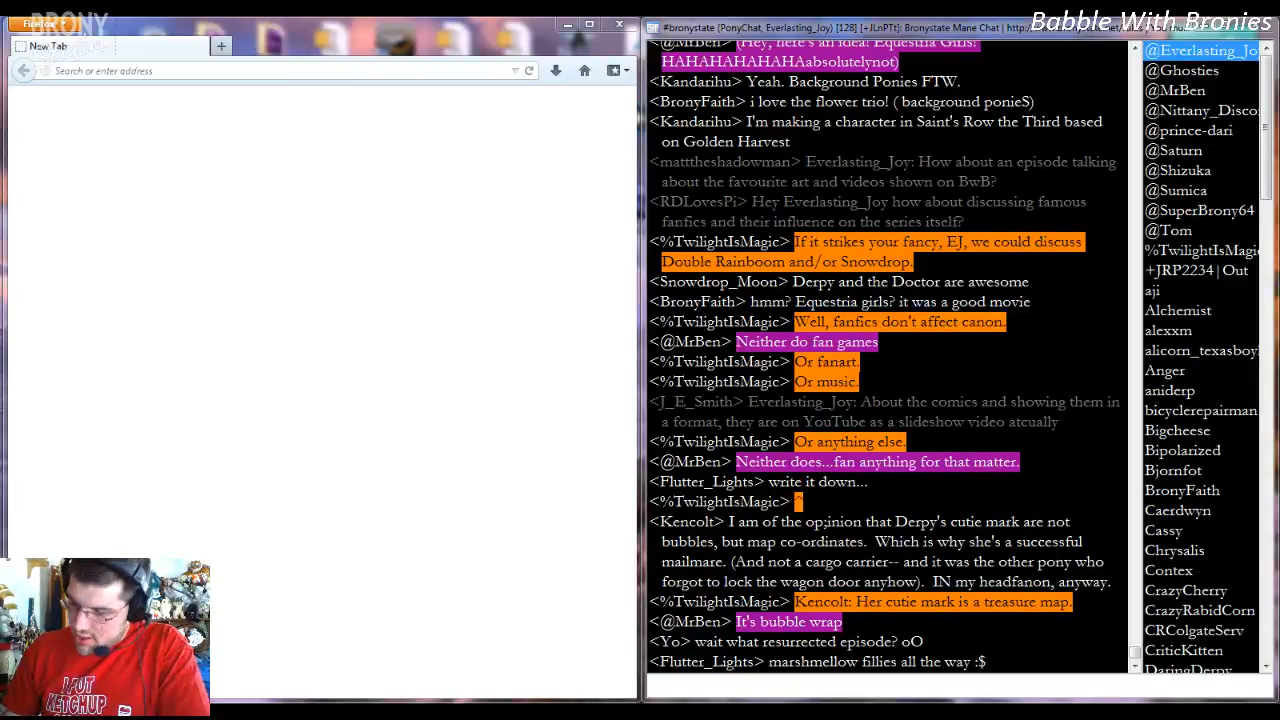 Firefox
BRONY
#bronystate (PonyChat, Everlasting_Joy) [128] [+JLnPTt]: Bronystate Mane Chat | http://
Babble With Bronies
New Tab
Search or enter address
<@MrBen> (Hey, here's an idea! Equestria Girls!
HAHAHAHAHAHAabsolutelynot)
<Kandarihu> Yeah. Background Ponies FTW.
<BronyFaith> i love the flower trio! ( background ponieS)
<Kandarihu> I'm making a character in Saint's Row the Third based
on Golden Harvest
<matttheshadowman> Everlasting_Joy: How about an episode talking
about the favourite art and videos shown on BwB?
<RDLovesPi> Hey Everlasting_Joy how about discussing famous
fanfics and their influence on the series itself?
<%TwilightIsMagic> If it strikes your fancy, EJ, we could discuss
Double Rainboom and/or Snowdrop.
<Snowdrop_Moon> Derpy and the Doctor are awesome
<BronyFaith> hmm? Equestria girls? it was a good movie
<%TwilightIsMagic> Well, fanfics don't affect canon.
<@MrBen> Neither do fan games
<%TwilightIsMagic> Or fanart.
<%TwilightIsMagic> Or music.
<J_E_Smith> Everlasting_Joy: About the comics and showing them in
a format, they are on YouTube as a slideshow video atcually
<%TwilightIsMagic> Or anything else.
<@MrBen> Neither does...fan anything for that matter.
<Flutter_Lights> write it down...
<%TwilightIsMagic> ^
<Kencolt> I am of the opinion that Derpy's cutie mark are not
bubbles, but map co-ordinates.  Which is why she's a successful
mailmare. (And not a cargo carrier-- and it was the other pony who
forgot to lock the wagon door anyhow).  IN my headfanon, anyway.
<%TwilightIsMagic> Kencolt: Her cutie mark is a treasure map.
<@MrBen> It's bubble wrap
<Yo> wait what resurrected episode? oO
<Flutter_Lights> marshmellow fillies all the way :$
@Everlasting_Jo
@Ghosties
@MrBen
@Nittany_Disco
@prince-dari
@Saturn
@Shizuka
@Sumica
@SuperBrony64
@Tom
%TwilightIsMagic
+JRP2234|Out
aji
Alchemist
alexxm
alicorn_texasboy
Anger
aniderp
bicyclerepairman
Bigcheese
Bipolarized
Bjornfot
BronyFaith
Caerdwyn
Cassy
Chrysalis
Contex
CrazyCherry
CrazyRabidCorn
CRColgateServ
CriticKitten
DaringDerpy
I PUT
KETCHUP